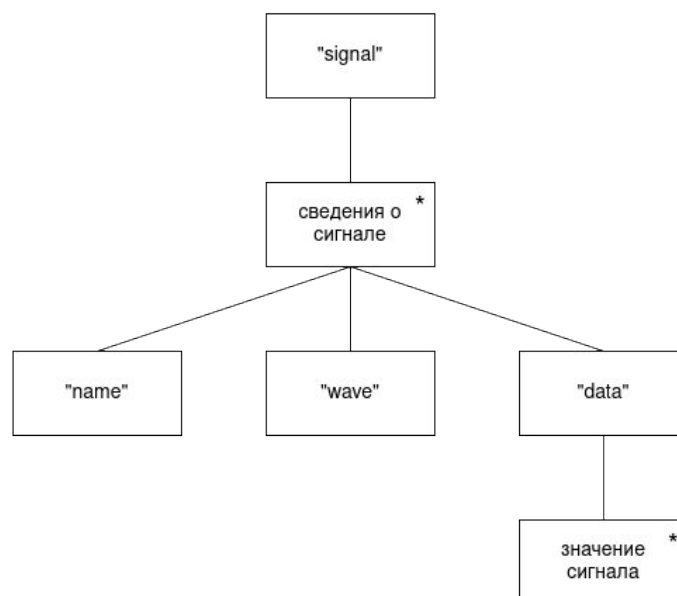 "signal"
сведения о *
сигнале
"name"
"wave"
"data"
значение *
сигнала